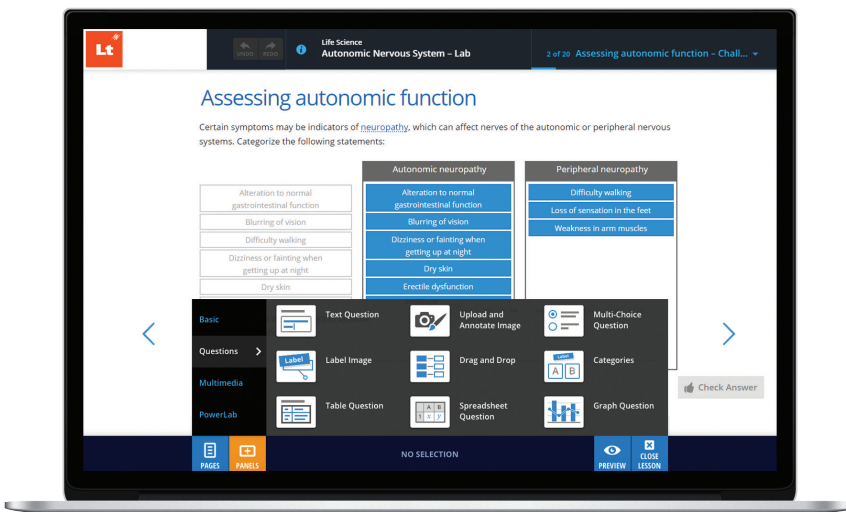 Lt
UNDO
REDO
Life Science
Autonomic Nervous System – Lab
2 of 20 Assessing autonomic function – Chall...
Assessing autonomic function
Certain symptoms may be indicators of neuropathy, which can affect nerves of the autonomic or peripheral nervous
systems. Categorize the following statements:
Autonomic neuropathy
Peripheral neuropathy
Alteration to normal
gastrointestinal function
Blurring of vision
Difficulty walking
Dizziness or fainting when
getting up at night
Dry skin
Alteration to normal
gastrointestinal function
Blurring of vision
Dizziness or fainting when
getting up at night
Dry skin
Erectile dysfunction
Difficulty walking
Loss of sensation in the feet
Weakness in arm muscles
Basic
Questions
Multimedia
PowerLab
Text Question
Upload and
Annotate Image
Multi-Choice
Question
Label
Label Image
Drag and Drop
Label
A B
Categories
Table Question
A B
1 x y
Spreadsheet
Question
Graph Question
Check Answer
PAGES
PANELS
NO SELECTION
PREVIEW
CLOSE
LESSON